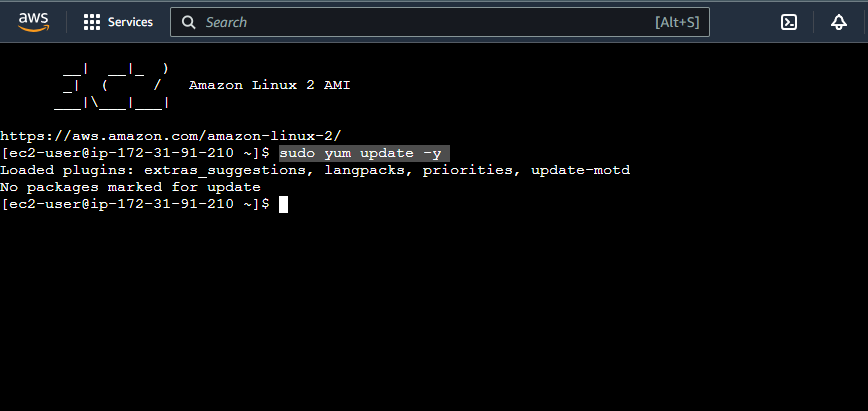 aws Services Search [Alt+S]
__|  __|_  )
_|  (     /   Amazon Linux 2 AMI
___|\___|___|
https://aws.amazon.com/amazon-linux-2/
[ec2-user@ip-172-31-91-210 ~]$ sudo yum update -y
Loaded plugins: extras_suggestions, langpacks, priorities, update-motd
No packages marked for update
[ec2-user@ip-172-31-91-210 ~]$